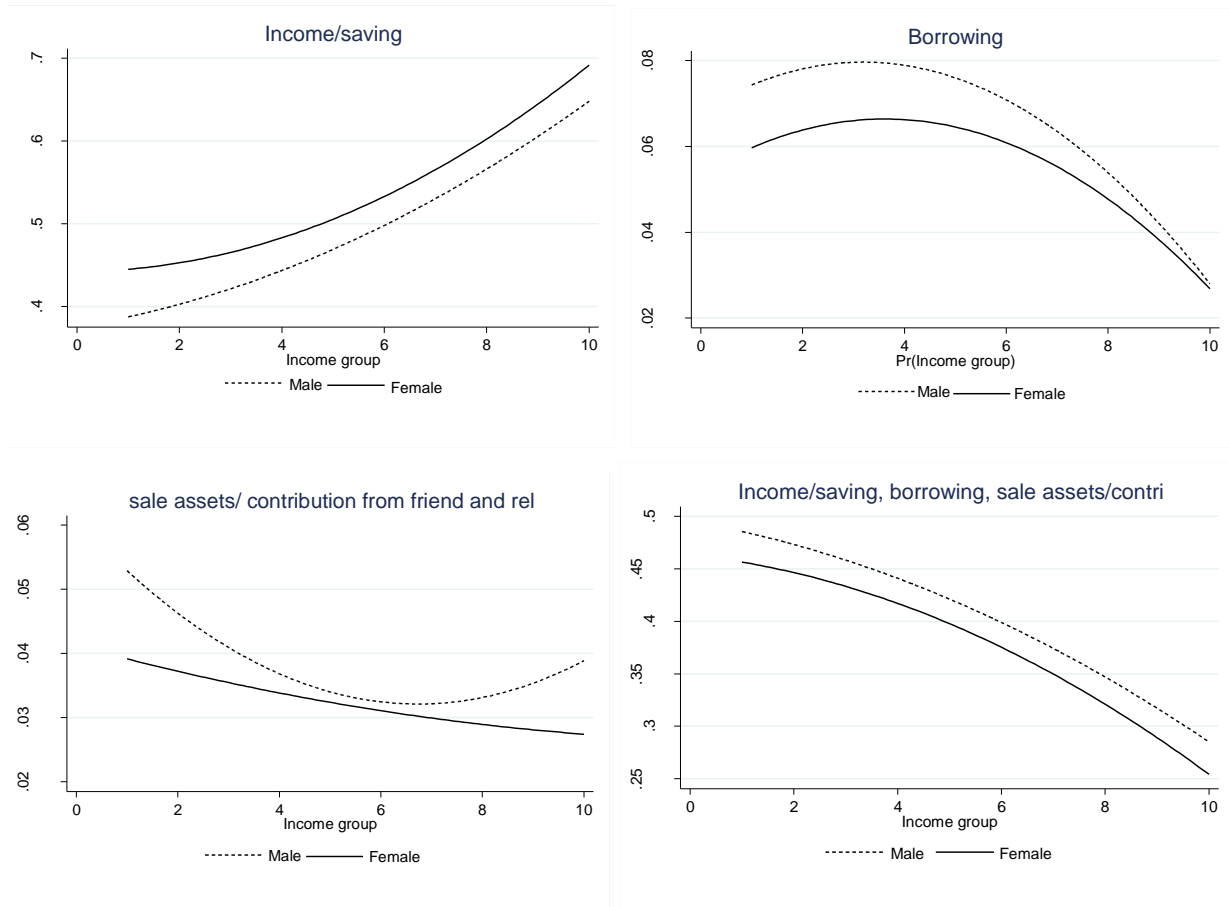 Income/saving
.7
.6
.5
.4
0 2 4 6 8 10
Income group
Male Female
Borrowing
.08
.06
.04
.02
0 2 4 6 8 10
Pr(Income group)
Male Female
sale assets/ contribution from friend and rel
.06
.05
.04
.03
.02
0 2 4 6 8 10
Income group
Male Female
Income/saving, borrowing, sale assets/contri
.5
.45
.4
.35
.3
.25
0 2 4 6 8 10
Income group
Male Female